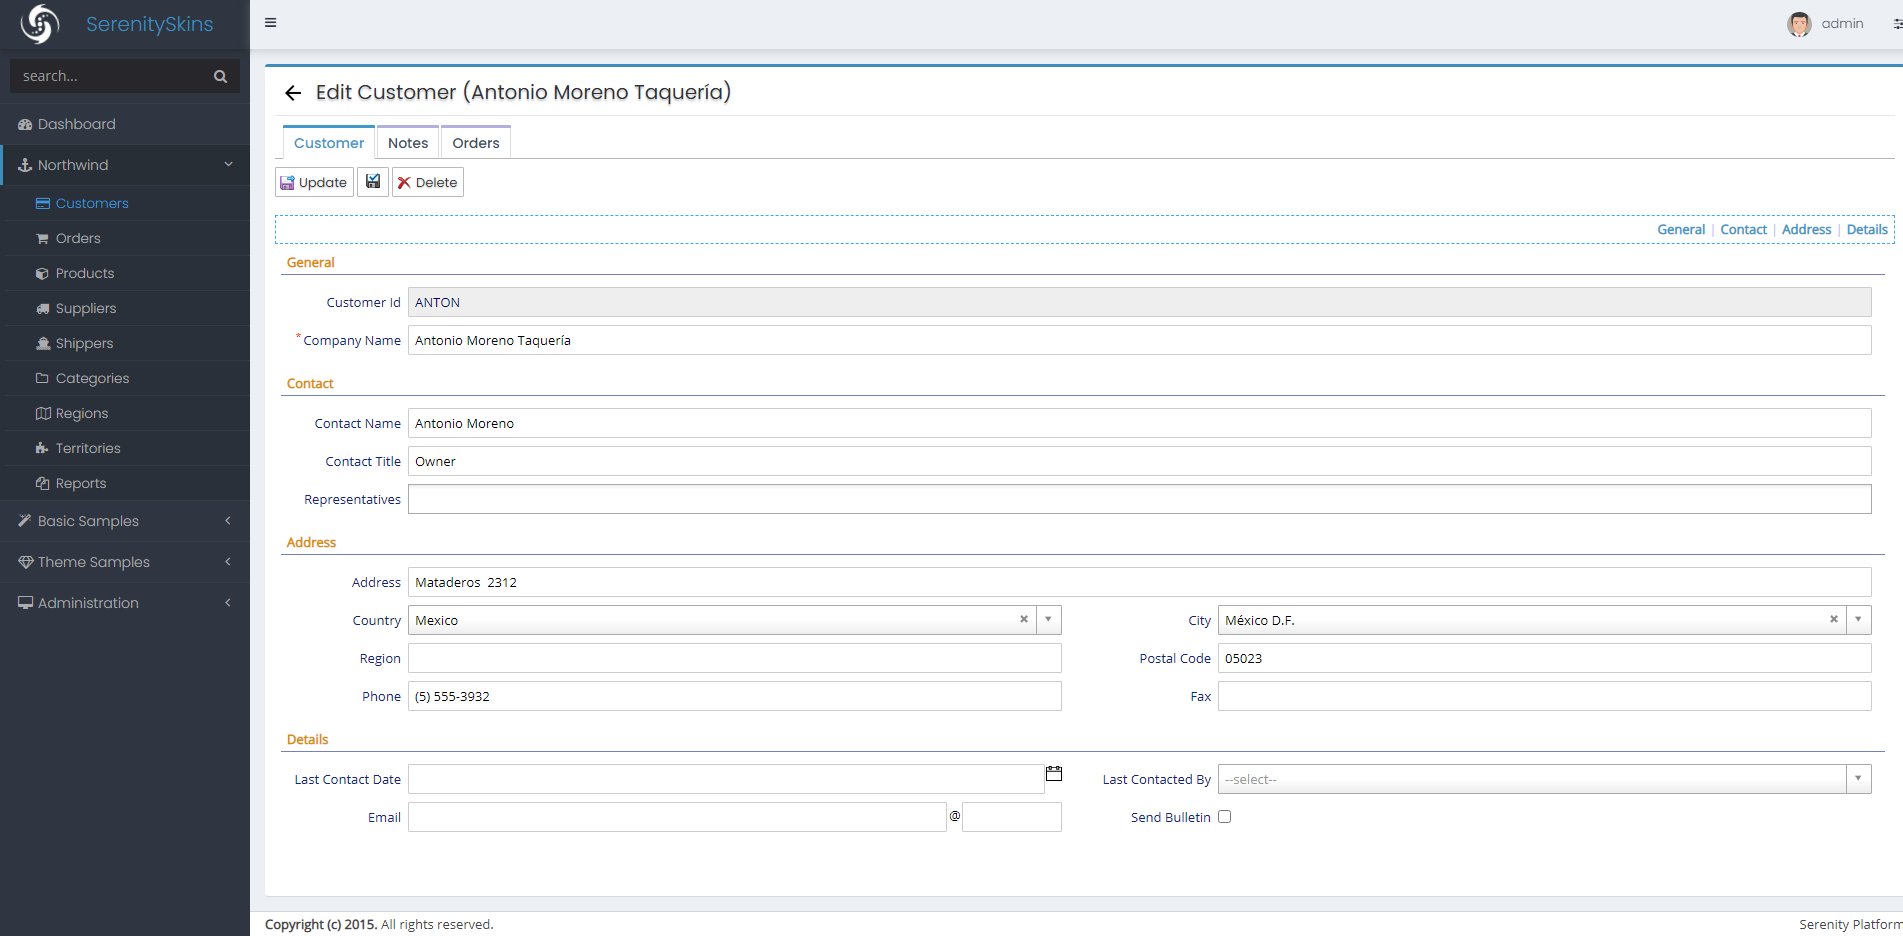 SerenitySkins
admin
search...
Dashboard
Northwind
Customers
Orders
Products
Suppliers
Shippers
Categories
Regions
Territories
Reports
Basic Samples
Theme Samples
Administration
Edit Customer (Antonio Moreno Taquería)
Customer Notes Orders
Update Delete
General | Contact | Address | Details
General
Customer Id ANTON
* Company Name Antonio Moreno Taquería
Contact
Contact Name Antonio Moreno
Contact Title Owner
Representatives
Address
Address Mataderos  2312
Country Mexico City México D.F.
Region Postal Code 05023
Phone (5) 555-3932 Fax
Details
Last Contact Date Last Contacted By --select--
Email @ Send Bulletin
Copyright (c) 2015. All rights reserved. Serenity Platform